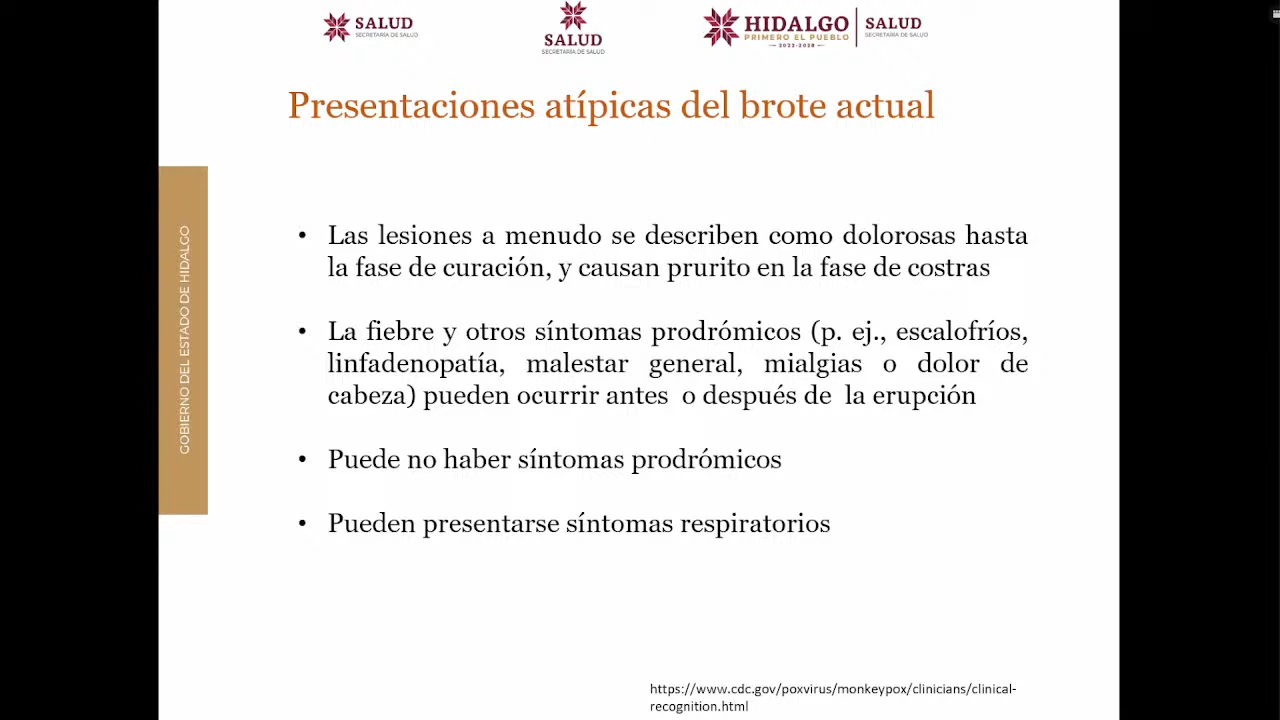 SALUD
SECRETARÍA DE SALUD
SALUD
SECRETARÍA DE SALUD
HIDALGO
PRIMERO EL PUEBLO
2022-2028
SALUD
SECRETARÍA DE SALUD
Presentaciones atípicas del brote actual
GOBIERNO DEL ESTADO DE HIDALGO
• Las lesiones a menudo se describen como dolorosas hasta
la fase de curación, y causan prurito en la fase de costras
• La fiebre y otros síntomas prodrómicos (p. ej., escalofríos,
linfadenopatía, malestar general, mialgias o dolor de
cabeza) pueden ocurrir antes o después de la erupción
• Puede no haber síntomas prodrómicos
• Pueden presentarse síntomas respiratorios
https://www.cdc.gov/poxvirus/monkeypox/clinicians/clinical-
recognition.html